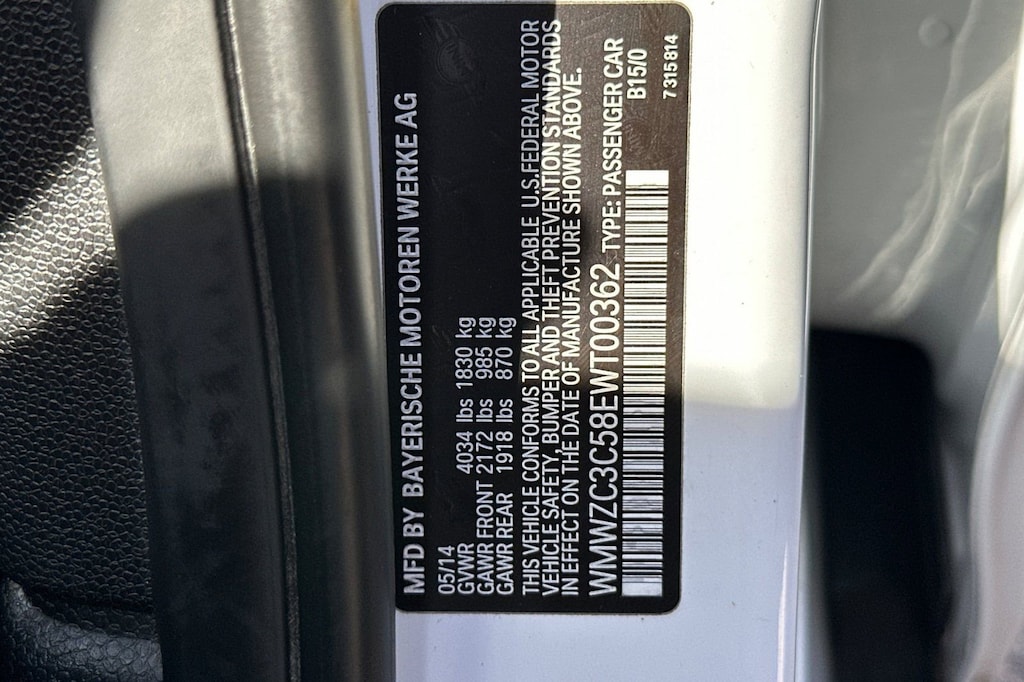 MFD BY BAYERISCHE MOTOREN WERKE AG
05/14
GVWR 4034 lbs 1830 kg
GAWR FRONT 2172 lbs 985 kg
GAWR REAR 1918 lbs 870 kg
THIS VEHICLE CONFORMS TO ALL APPLICABLE U.S.FEDERAL MOTOR
VEHICLE SAFETY, BUMPER AND THEFT PREVENTION STANDARDS
IN EFFECT ON THE DATE OF MANUFACTURE SHOWN ABOVE.
WMWZC3C58EWT00362 TYPE: PASSENGER CAR
B15/0
7315814